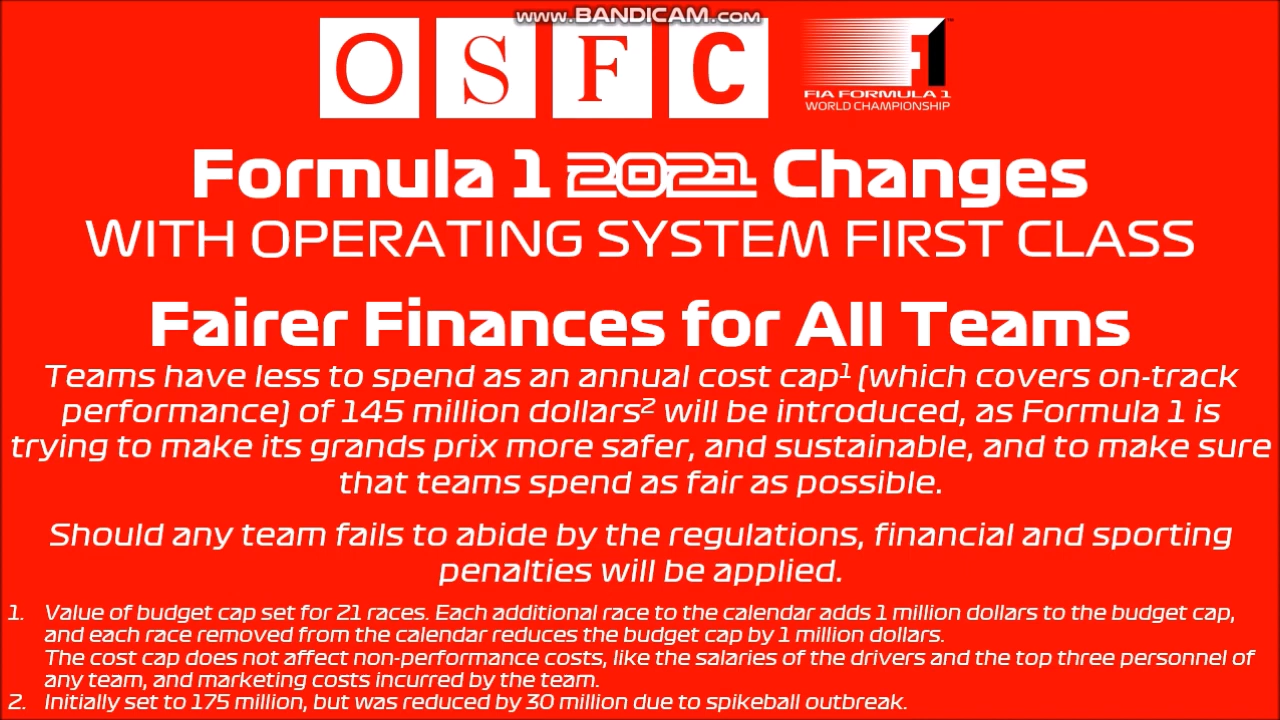 www.BANDICAM.com
O S F C
FIA FORMULA 1
WORLD CHAMPIONSHIP
Formula 1 2021 Changes
WITH OPERATING SYSTEM FIRST CLASS
Fairer Finances for All Teams
Teams have less to spend as an annual cost cap¹ (which covers on-track
performance) of 145 million dollars² will be introduced, as Formula 1 is
trying to make its grands prix more safer, and sustainable, and to make sure
that teams spend as fair as possible.
Should any team fails to abide by the regulations, financial and sporting
penalties will be applied.
1. Value of budget cap set for 21 races. Each additional race to the calendar adds 1 million dollars to the budget cap,
and each race removed from the calendar reduces the budget cap by 1 million dollars.
The cost cap does not affect non-performance costs, like the salaries of the drivers and the top three personnel of
any team, and marketing costs incurred by the team.
2. Initially set to 175 million, but was reduced by 30 million due to spikeball outbreak.